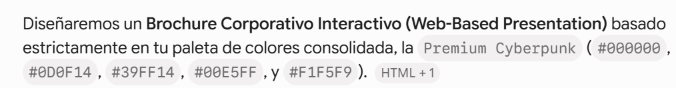 Diseñaremos un Brochure Corporativo Interactivo (Web-Based Presentation) basado
estrictamente en tu paleta de colores consolidada, la Premium Cyberpunk ( #000000 ,
#0D0F14 , #39FF14 , #00E5FF , y #F1F5F9 ). HTML + 1